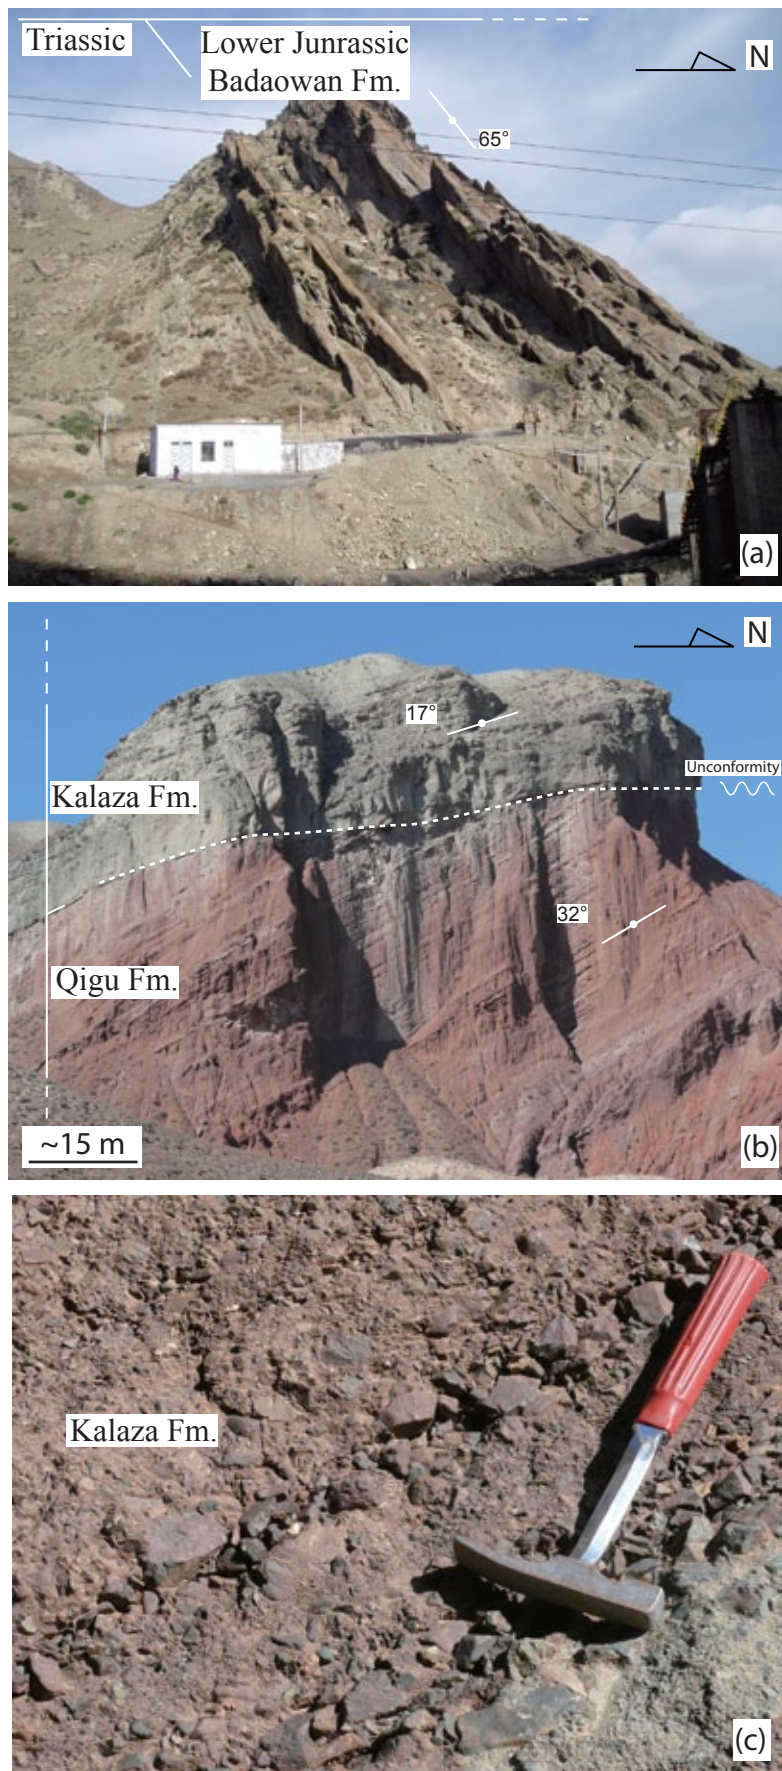 Triassic
Lower Junrassic
Badaowan Fm.
N
65°
(a)
N
17°
Unconformity
Kalaza Fm.
32°
Qigu Fm.
~15 m
(b)
Kalaza Fm.
(c)